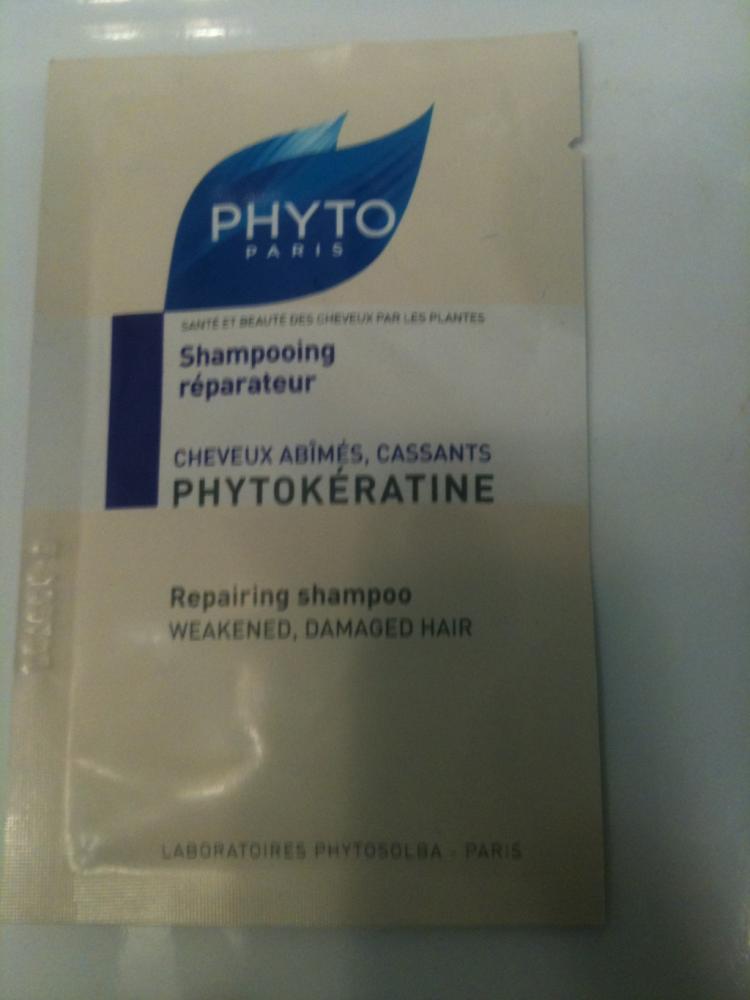 PHYTO
PARIS
SANTÉ ET BEAUTÉ DES CHEVEUX PAR LES PLANTES
Shampooing
réparateur
CHEVEUX ABÎMÉS, CASSANTS
PHYTOKÉRATINE
Repairing shampoo
WEAKENED, DAMAGED HAIR
LABORATOIRES PHYTOSOLBA - PARIS